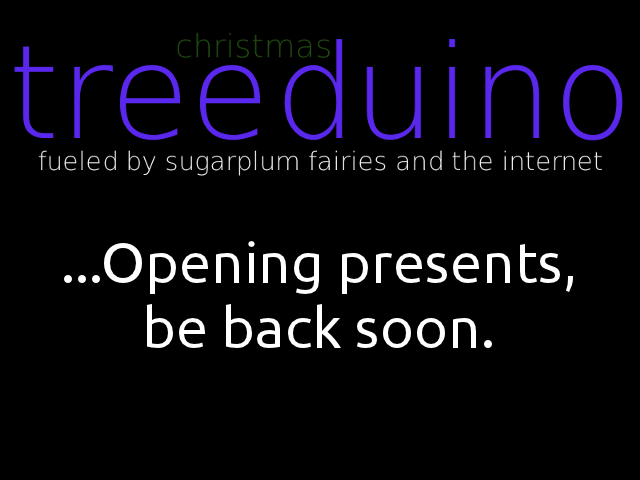 christmas
treeduino
fueled by sugarplum fairies and the internet
...Opening presents,
be back soon.